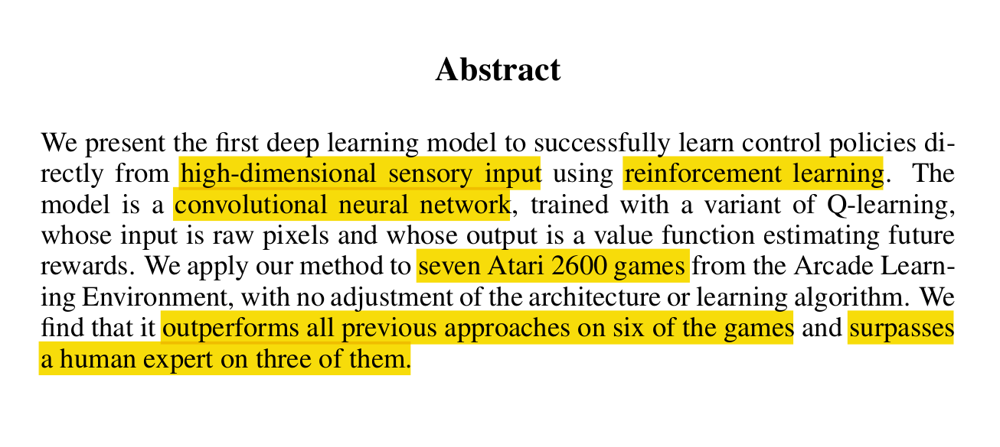 Abstract
We present the first deep learning model to successfully learn control policies di-
rectly from high-dimensional sensory input using reinforcement learning. The
model is a convolutional neural network, trained with a variant of Q-learning,
whose input is raw pixels and whose output is a value function estimating future
rewards. We apply our method to seven Atari 2600 games from the Arcade Learn-
ing Environment, with no adjustment of the architecture or learning algorithm. We
find that it outperforms all previous approaches on six of the games and surpasses
a human expert on three of them.